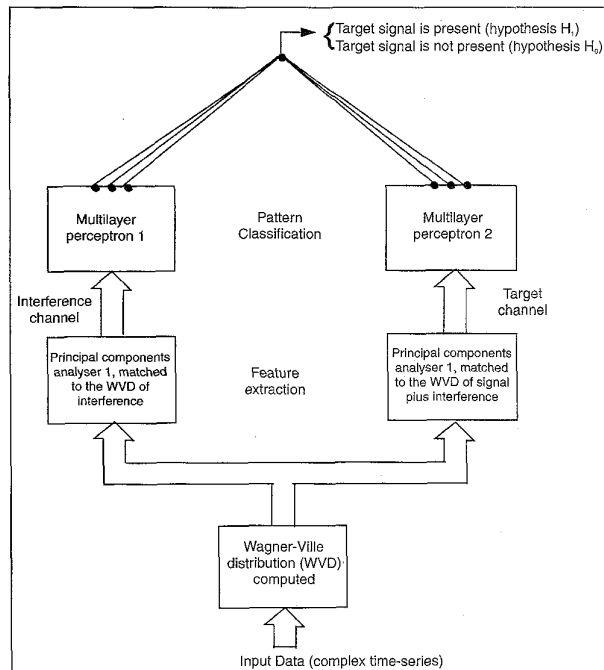 Target signal is present (hypothesis H₁)
Target signal is not present (hypothesis H₀)
Multilayer
perceptron 1
Pattern
Classification
Multilayer
perceptron 2
Interference
channel
Target
channel
Principal components
analyser 1, matched
to the WVD of
interference
Feature
extraction
Principal components
analyser 1, matched
to the WVD of signal
plus interference
Wagner-Ville
distribution (WVD)
computed
Input Data (complex time-series)